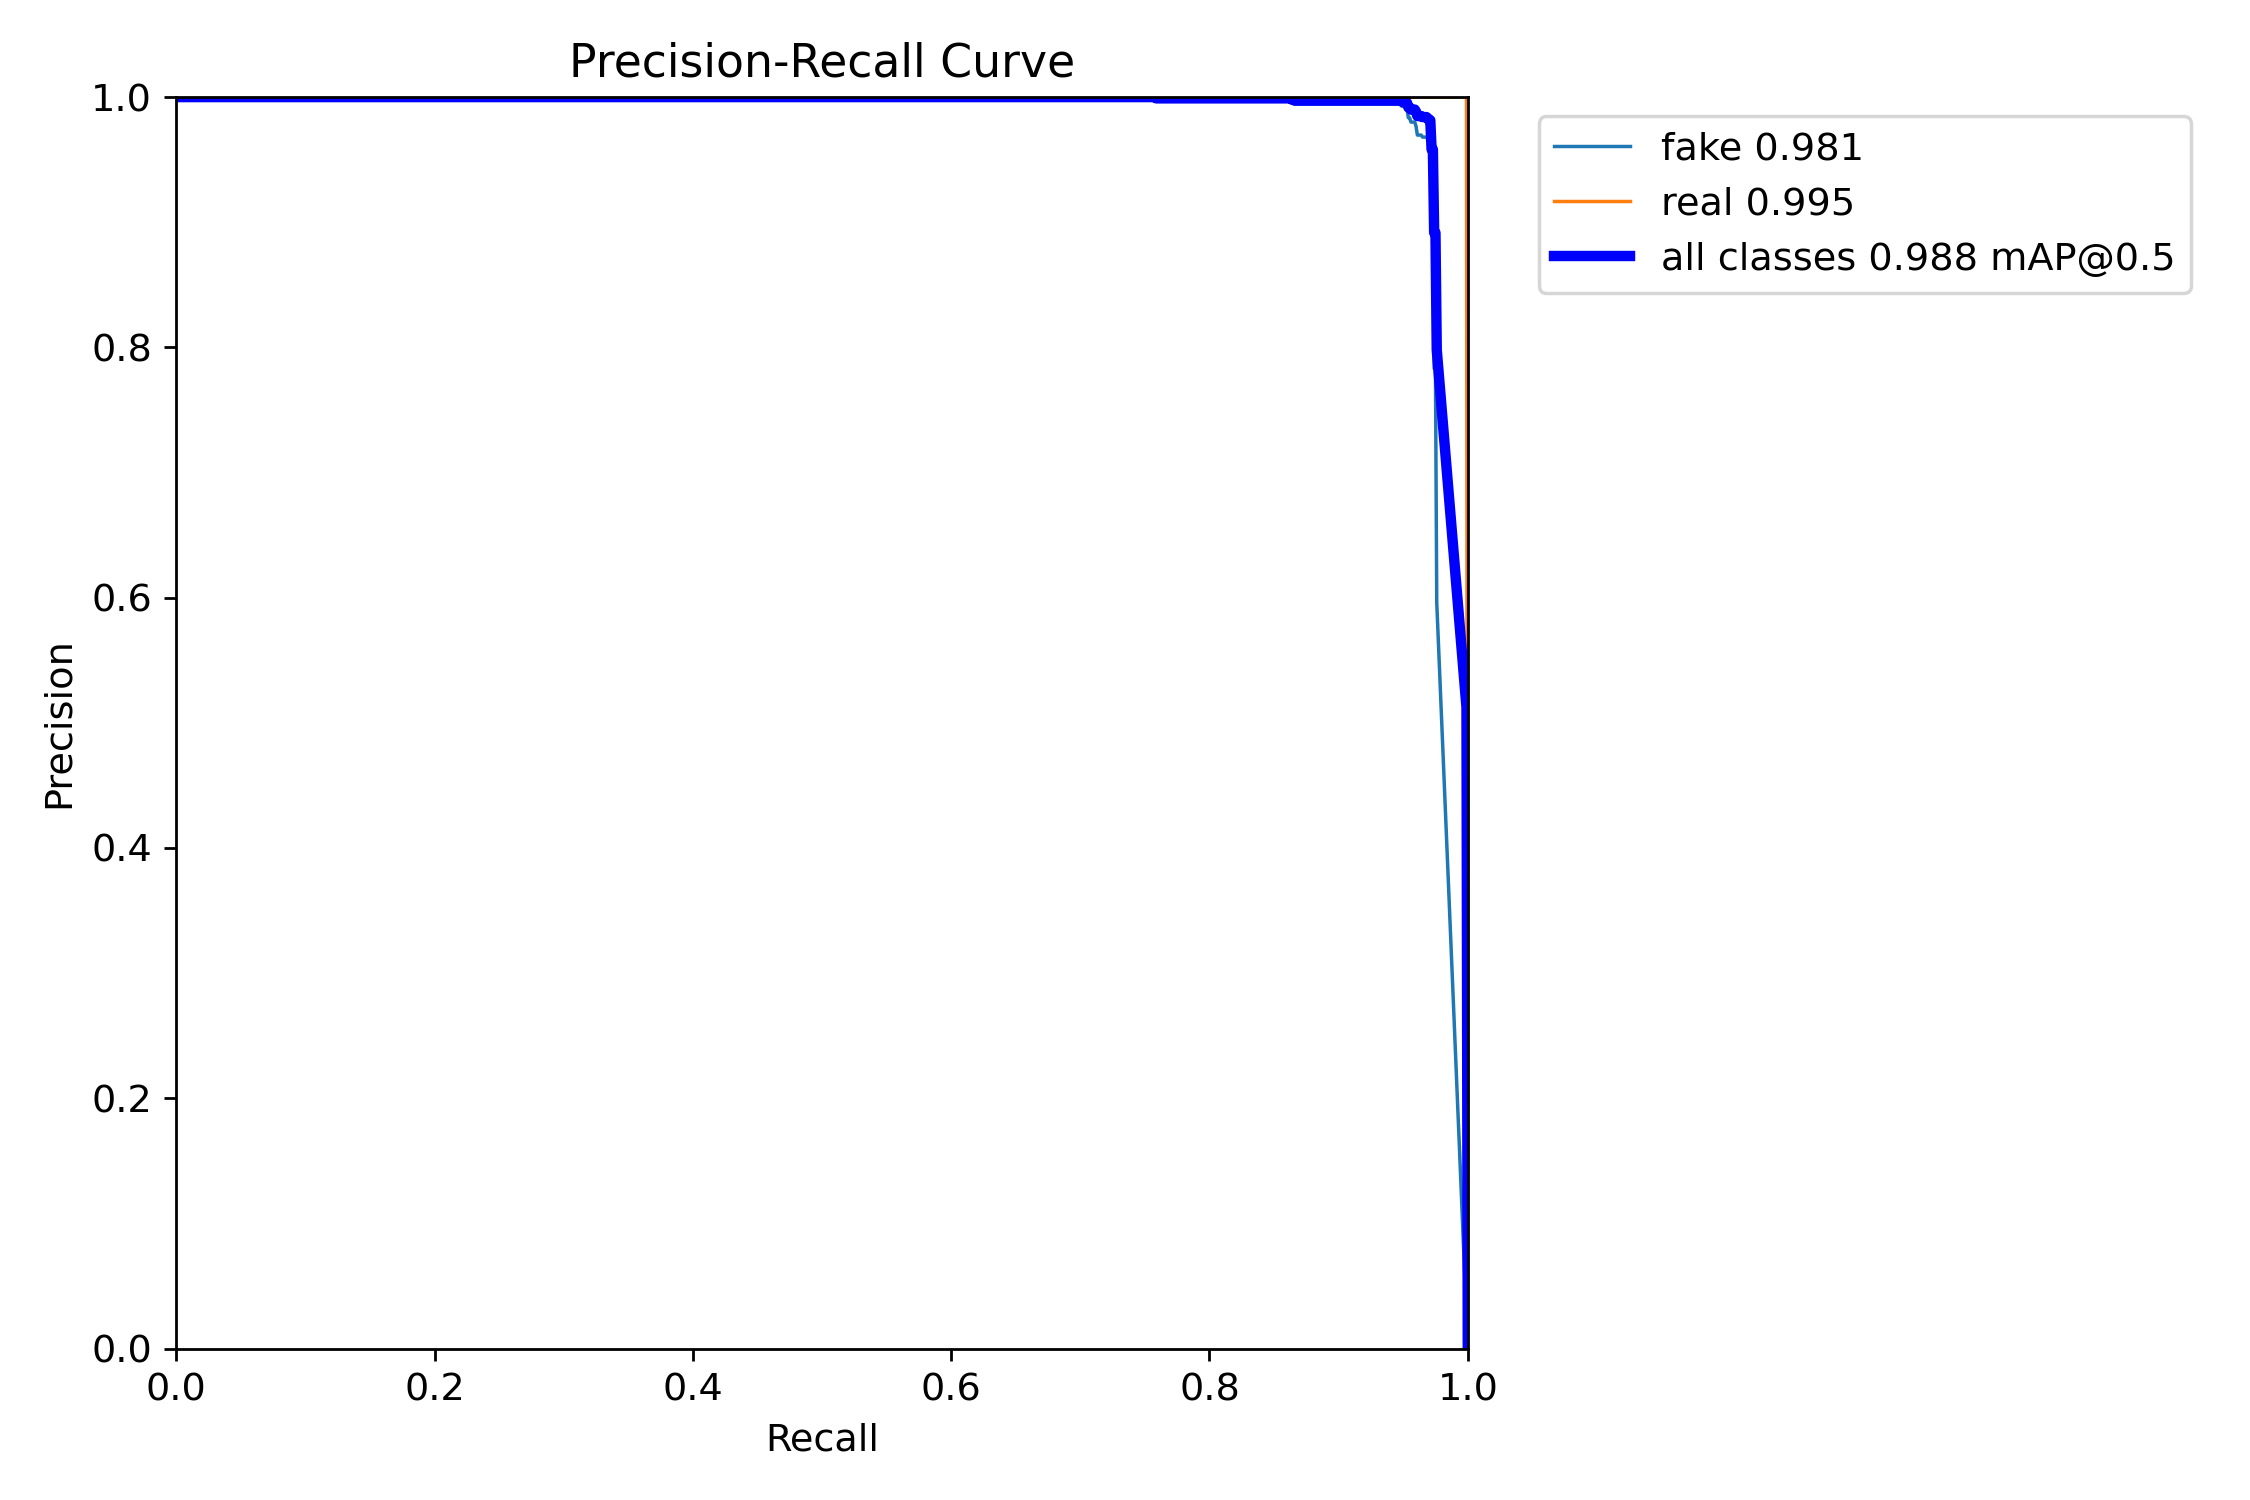 Precision-Recall Curve
1.0
0.8
0.6
0.4
0.2
0.0
Precision
0.0 0.2 0.4 0.6 0.8 1.0
Recall
fake 0.981
real 0.995
all classes 0.988 mAP@0.5